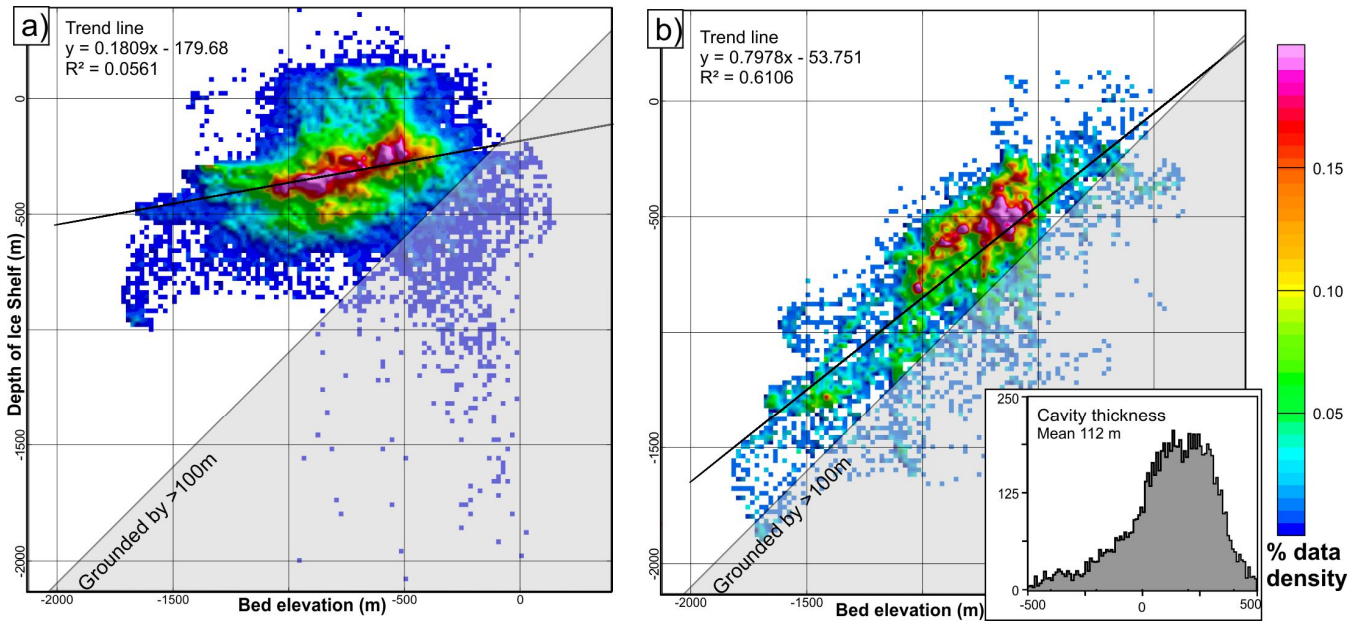 a)
Trend line
y = 0.1809x - 179.68
R² = 0.0561
0
-500
-1000
-1500
-2000
Depth of Ice Shelf (m)
Grounded by >100m
-2000
-1500
-1000
-500
0
Bed elevation (m)
b)
Trend line
y = 0.7978x - 53.751
R² = 0.6106
0
-500
-1000
-1500
-2000
Grounded by >100m
-2000
-1500
-1000
Bed elevation (m)
250
125
0
Cavity thickness
Mean 112 m
-500
0
500
0.15
0.10
0.05
% data
density